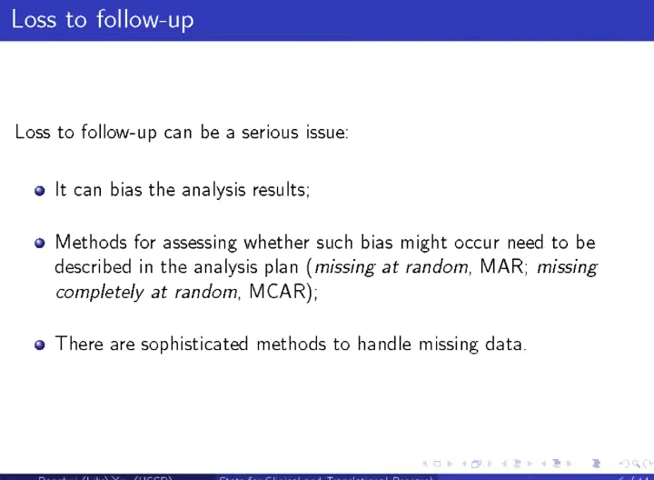 Loss to follow-up
Loss to follow-up can be a serious issue:
It can bias the analysis results;
Methods for assessing whether such bias might occur need to be
described in the analysis plan (missing at random, MAR; missing
completely at random, MCAR);
There are sophisticated methods to handle missing data.